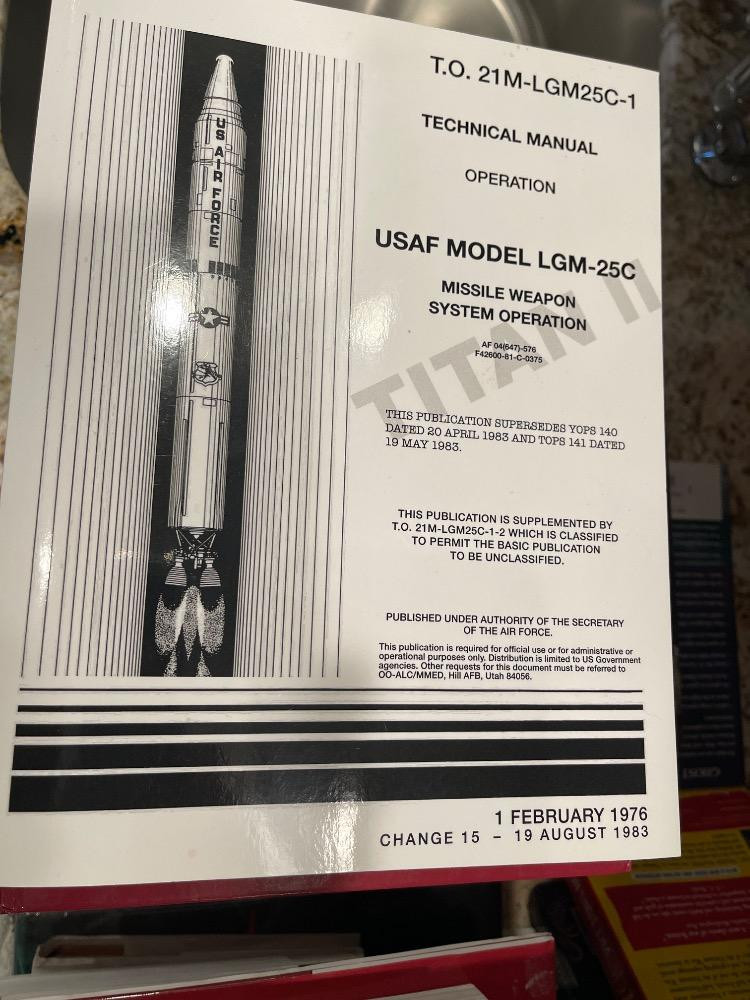 T.O. 21M-LGM25C-1
TECHNICAL MANUAL
OPERATION
USAF MODEL LGM-25C
MISSILE WEAPON
SYSTEM OPERATION
AF 04(647)-576
F42600-81-C-0375
TITAN II
THIS PUBLICATION SUPERSEDES YOPS 140
DATED 20 APRIL 1983 AND TOPS 141 DATED
19 MAY 1983.
THIS PUBLICATION IS SUPPLEMENTED BY
T.O. 21M-LGM25C-1-2 WHICH IS CLASSIFIED
TO PERMIT THE BASIC PUBLICATION
TO BE UNCLASSIFIED.
PUBLISHED UNDER AUTHORITY OF THE SECRETARY
OF THE AIR FORCE.
This publication is required for official use or for administrative or
operational purposes only. Distribution is limited to US Government
agencies. Other requests for this document must be referred to
OO-ALC/MMED, Hill AFB, Utah 84056.
1 FEBRUARY 1976
CHANGE 15 – 19 AUGUST 1983
US AIR FORCE